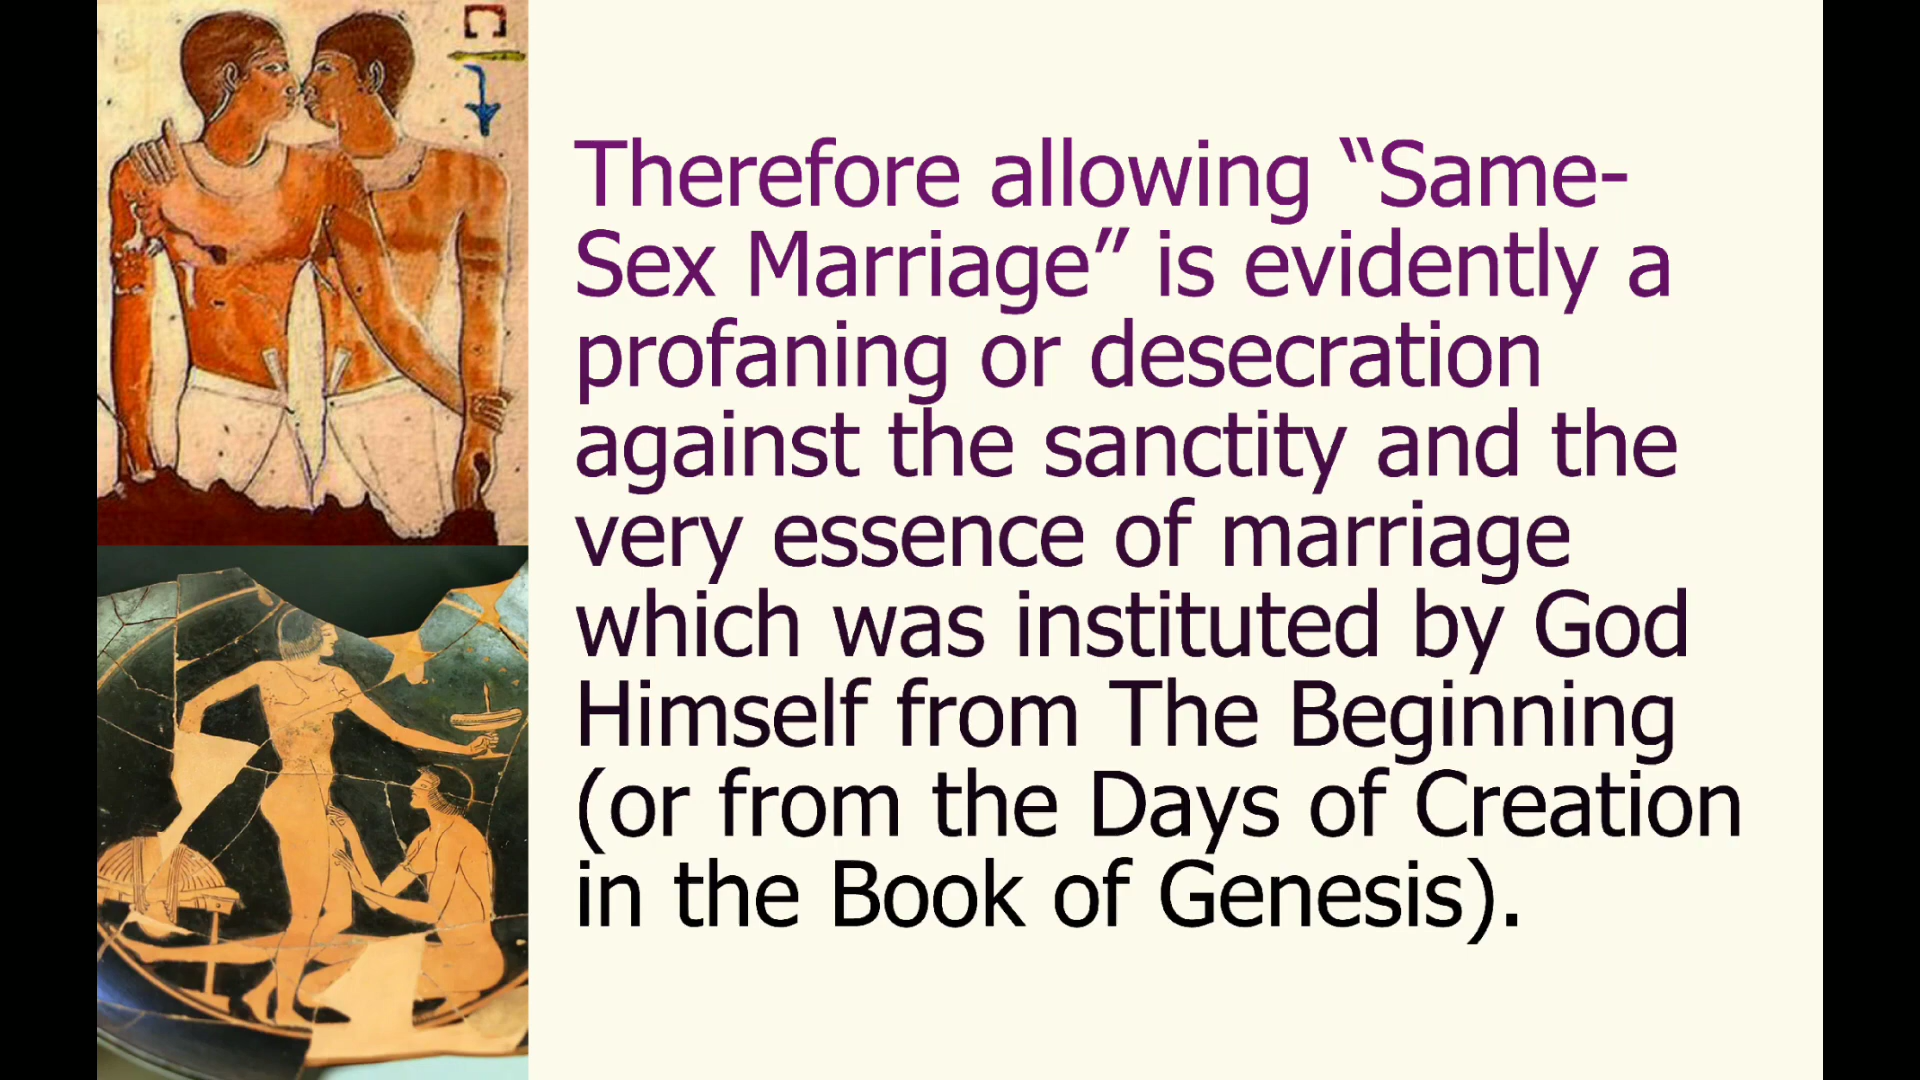 Therefore allowing “Same-
Sex Marriage” is evidently a
profaning or desecration
against the sanctity and the
very essence of marriage
which was instituted by God
Himself from The Beginning
(or from the Days of Creation
in the Book of Genesis).